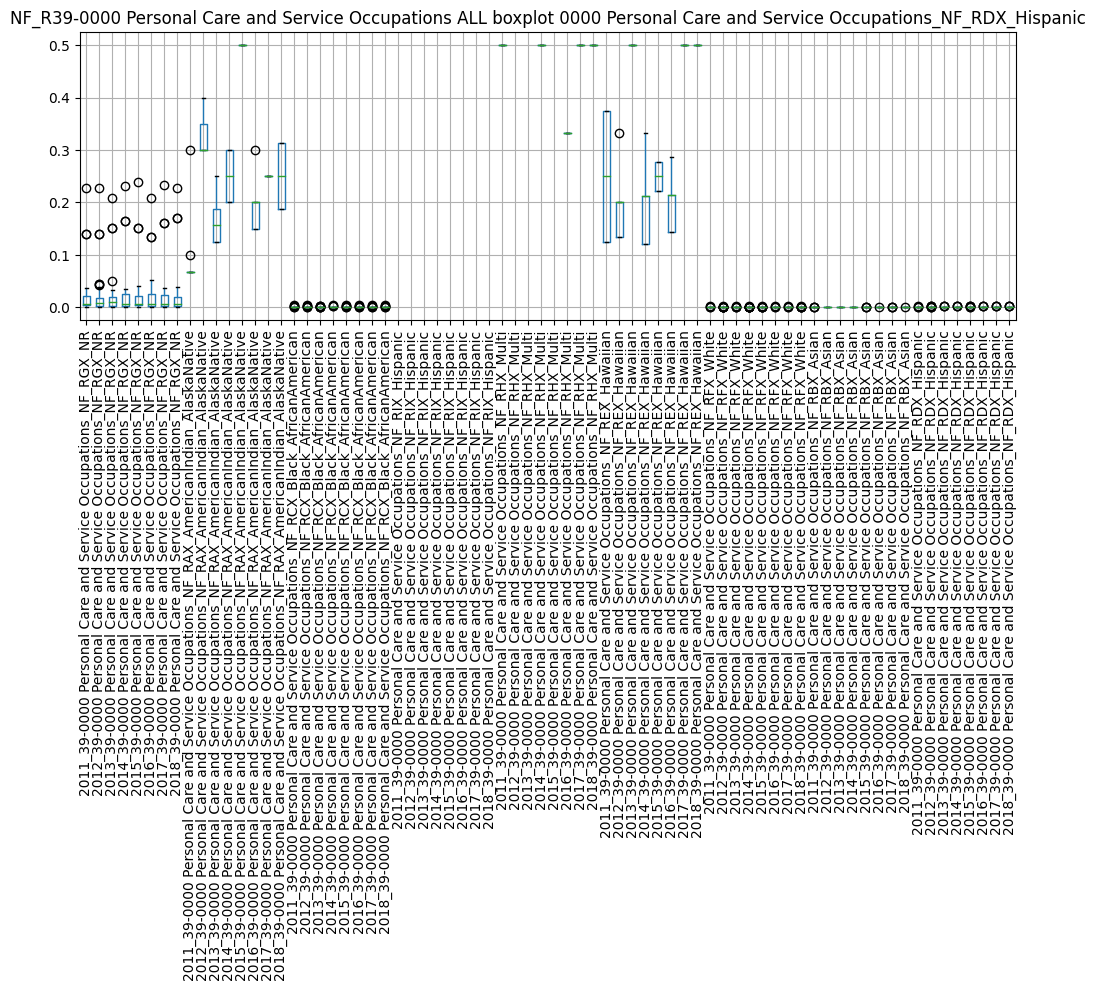 NF_R39-0000 Personal Care and Service Occupations ALL boxplot 0000 Personal Care and Service Occupations_NF_RDX_Hispanic
0.5
0.4
0.3
0.2
0.1
0.0
2011_39-0000 Personal Care and Service Occupations_NF_RGX_NR
2012_39-0000 Personal Care and Service Occupations_NF_RGX_NR
2013_39-0000 Personal Care and Service Occupations_NF_RGX_NR
2014_39-0000 Personal Care and Service Occupations_NF_RGX_NR
2015_39-0000 Personal Care and Service Occupations_NF_RGX_NR
2016_39-0000 Personal Care and Service Occupations_NF_RGX_NR
2017_39-0000 Personal Care and Service Occupations_NF_RGX_NR
2018_39-0000 Personal Care and Service Occupations_NF_RGX_NR
2011_39-0000 Personal Care and Service Occupations_NF_RAX_AmericanIndian_AlaskaNative
2012_39-0000 Personal Care and Service Occupations_NF_RAX_AmericanIndian_AlaskaNative
2013_39-0000 Personal Care and Service Occupations_NF_RAX_AmericanIndian_AlaskaNative
2014_39-0000 Personal Care and Service Occupations_NF_RAX_AmericanIndian_AlaskaNative
2015_39-0000 Personal Care and Service Occupations_NF_RAX_AmericanIndian_AlaskaNative
2016_39-0000 Personal Care and Service Occupations_NF_RAX_AmericanIndian_AlaskaNative
2017_39-0000 Personal Care and Service Occupations_NF_RAX_AmericanIndian_AlaskaNative
2018_39-0000 Personal Care and Service Occupations_NF_RAX_AmericanIndian_AlaskaNative
2011_39-0000 Personal Care and Service Occupations_NF_RCX_Black_AfricanAmerican
2012_39-0000 Personal Care and Service Occupations_NF_RCX_Black_AfricanAmerican
2013_39-0000 Personal Care and Service Occupations_NF_RCX_Black_AfricanAmerican
2014_39-0000 Personal Care and Service Occupations_NF_RCX_Black_AfricanAmerican
2015_39-0000 Personal Care and Service Occupations_NF_RCX_Black_AfricanAmerican
2016_39-0000 Personal Care and Service Occupations_NF_RCX_Black_AfricanAmerican
2017_39-0000 Personal Care and Service Occupations_NF_RCX_Black_AfricanAmerican
2018_39-0000 Personal Care and Service Occupations_NF_RCX_Black_AfricanAmerican
2011_39-0000 Personal Care and Service Occupations_NF_RIX_Hispanic
2012_39-0000 Personal Care and Service Occupations_NF_RIX_Hispanic
2013_39-0000 Personal Care and Service Occupations_NF_RIX_Hispanic
2014_39-0000 Personal Care and Service Occupations_NF_RIX_Hispanic
2015_39-0000 Personal Care and Service Occupations_NF_RIX_Hispanic
2016_39-0000 Personal Care and Service Occupations_NF_RIX_Hispanic
2017_39-0000 Personal Care and Service Occupations_NF_RIX_Hispanic
2018_39-0000 Personal Care and Service Occupations_NF_RIX_Hispanic
2011_39-0000 Personal Care and Service Occupations_NF_RHX_Multi
2012_39-0000 Personal Care and Service Occupations_NF_RHX_Multi
2013_39-0000 Personal Care and Service Occupations_NF_RHX_Multi
2014_39-0000 Personal Care and Service Occupations_NF_RHX_Multi
2015_39-0000 Personal Care and Service Occupations_NF_RHX_Multi
2016_39-0000 Personal Care and Service Occupations_NF_RHX_Multi
2017_39-0000 Personal Care and Service Occupations_NF_RHX_Multi
2018_39-0000 Personal Care and Service Occupations_NF_RHX_Multi
2011_39-0000 Personal Care and Service Occupations_NF_REX_Hawaiian
2012_39-0000 Personal Care and Service Occupations_NF_REX_Hawaiian
2013_39-0000 Personal Care and Service Occupations_NF_REX_Hawaiian
2014_39-0000 Personal Care and Service Occupations_NF_REX_Hawaiian
2015_39-0000 Personal Care and Service Occupations_NF_REX_Hawaiian
2016_39-0000 Personal Care and Service Occupations_NF_REX_Hawaiian
2017_39-0000 Personal Care and Service Occupations_NF_REX_Hawaiian
2018_39-0000 Personal Care and Service Occupations_NF_REX_Hawaiian
2011_39-0000 Personal Care and Service Occupations_NF_RFX_White
2012_39-0000 Personal Care and Service Occupations_NF_RFX_White
2013_39-0000 Personal Care and Service Occupations_NF_RFX_White
2014_39-0000 Personal Care and Service Occupations_NF_RFX_White
2015_39-0000 Personal Care and Service Occupations_NF_RFX_White
2016_39-0000 Personal Care and Service Occupations_NF_RFX_White
2017_39-0000 Personal Care and Service Occupations_NF_RFX_White
2018_39-0000 Personal Care and Service Occupations_NF_RFX_White
2011_39-0000 Personal Care and Service Occupations_NF_RBX_Asian
2012_39-0000 Personal Care and Service Occupations_NF_RBX_Asian
2013_39-0000 Personal Care and Service Occupations_NF_RBX_Asian
2014_39-0000 Personal Care and Service Occupations_NF_RBX_Asian
2015_39-0000 Personal Care and Service Occupations_NF_RBX_Asian
2016_39-0000 Personal Care and Service Occupations_NF_RBX_Asian
2017_39-0000 Personal Care and Service Occupations_NF_RBX_Asian
2018_39-0000 Personal Care and Service Occupations_NF_RBX_Asian
2011_39-0000 Personal Care and Service Occupations_NF_RDX_Hispanic
2012_39-0000 Personal Care and Service Occupations_NF_RDX_Hispanic
2013_39-0000 Personal Care and Service Occupations_NF_RDX_Hispanic
2014_39-0000 Personal Care and Service Occupations_NF_RDX_Hispanic
2015_39-0000 Personal Care and Service Occupations_NF_RDX_Hispanic
2016_39-0000 Personal Care and Service Occupations_NF_RDX_Hispanic
2017_39-0000 Personal Care and Service Occupations_NF_RDX_Hispanic
2018_39-0000 Personal Care and Service Occupations_NF_RDX_Hispanic